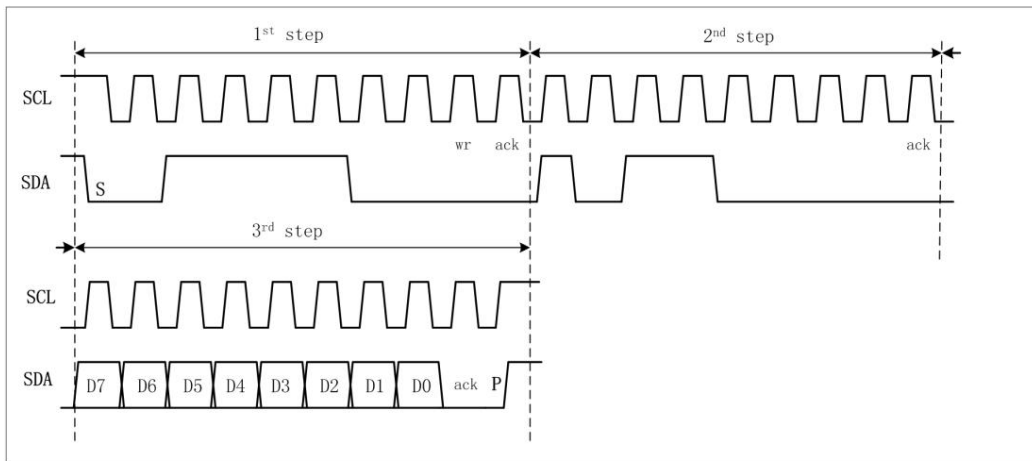 1st step 2nd step
SCL
wr ack ack
SDA S
3rd step
SCL
SDA D7 D6 D5 D4 D3 D2 D1 D0 ack P